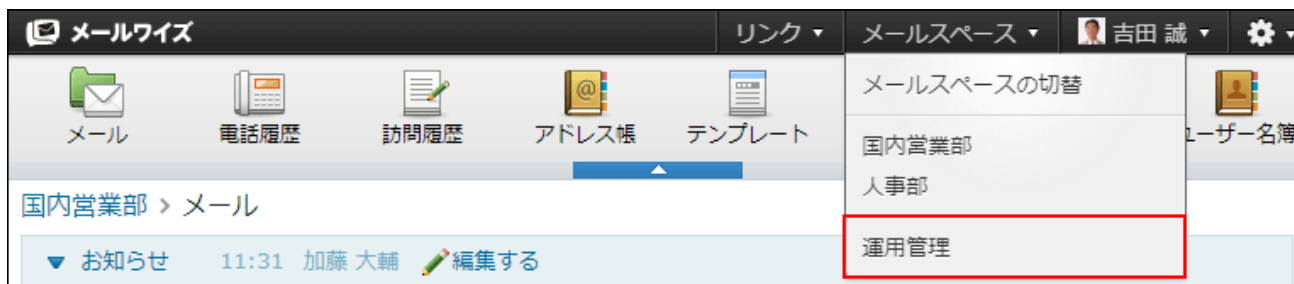 メールワイズ リンク メールスペース 吉田 誠
メールスペースの切替
メール 電話履歴 訪問履歴 アドレス帳 テンプレート ーザー名簿
国内営業部
人事部
国内営業部 > メール
運用管理
お知らせ 11:31 加藤 大輔 編集する